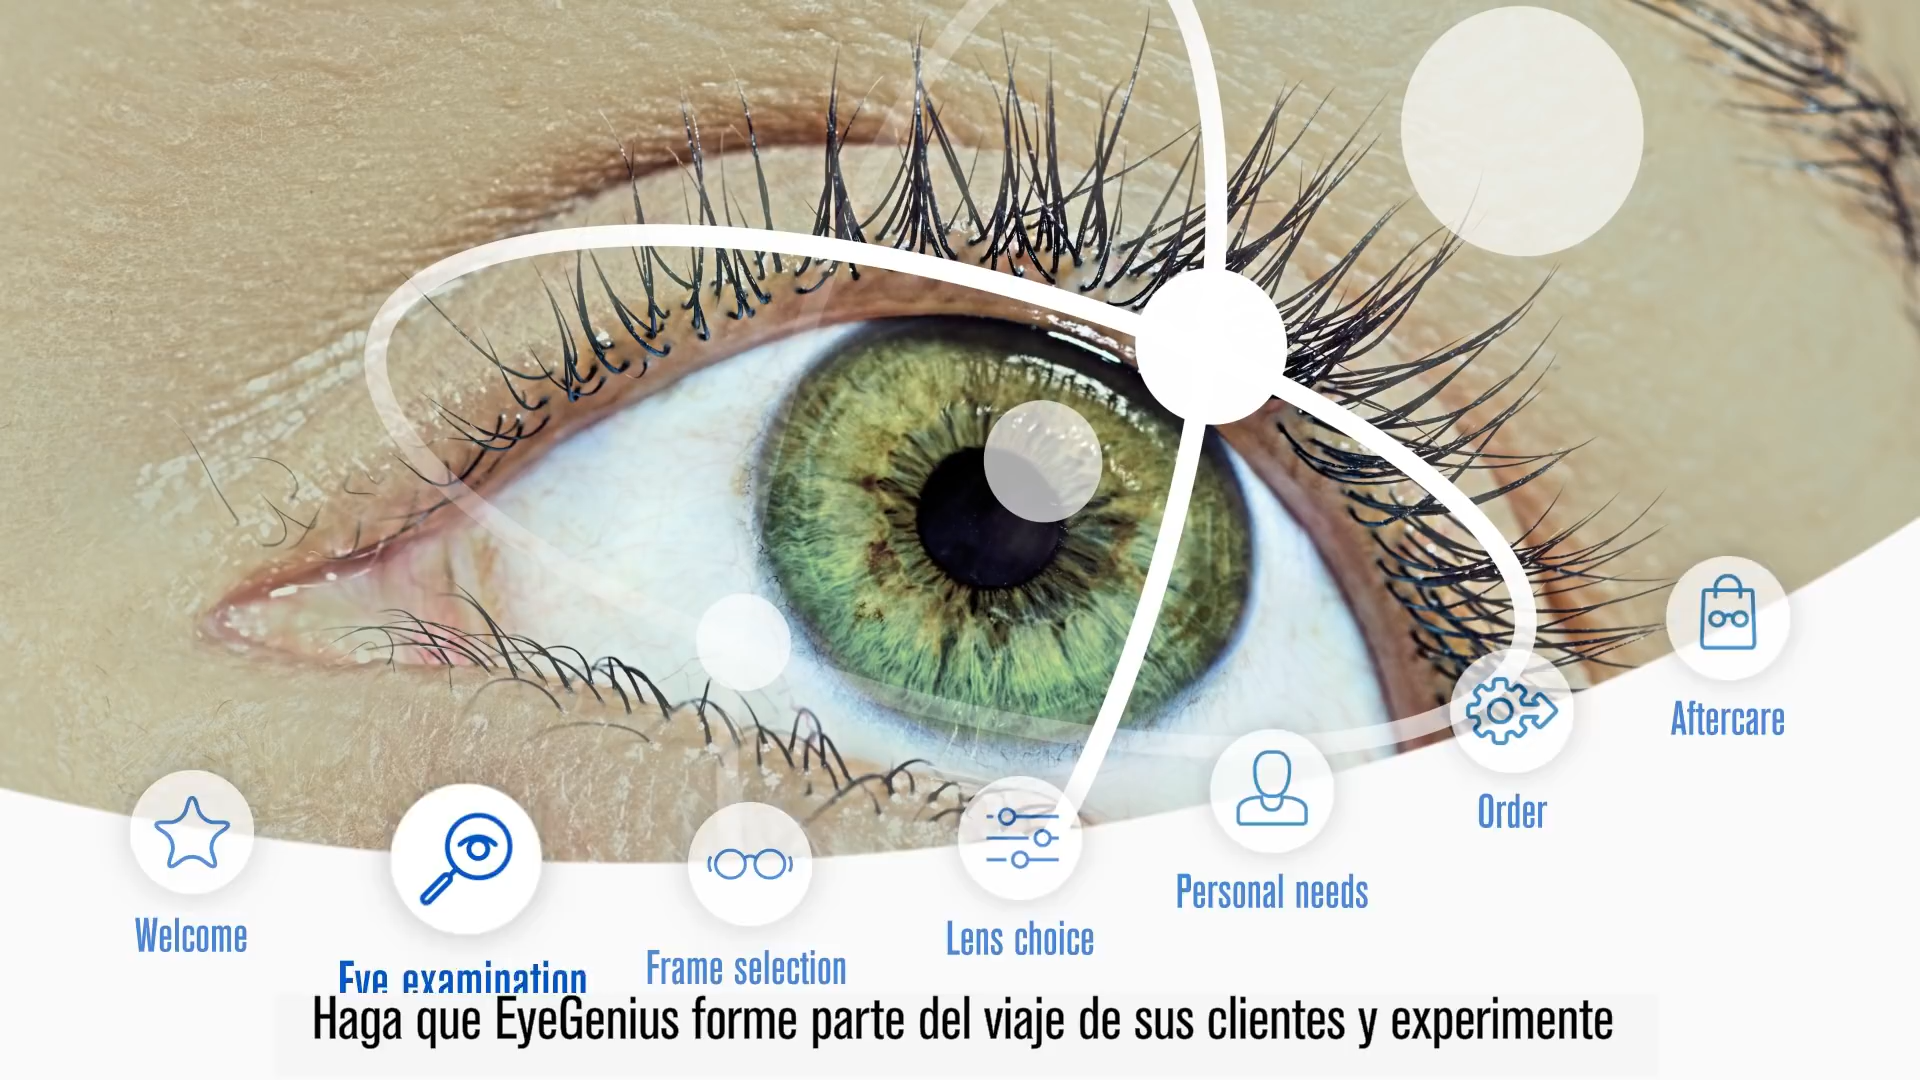 Welcome
Eye examination
Frame selection
Lens choice
Personal needs
Order
Aftercare
Haga que EyeGenius forme parte del viaje de sus clientes y experimente